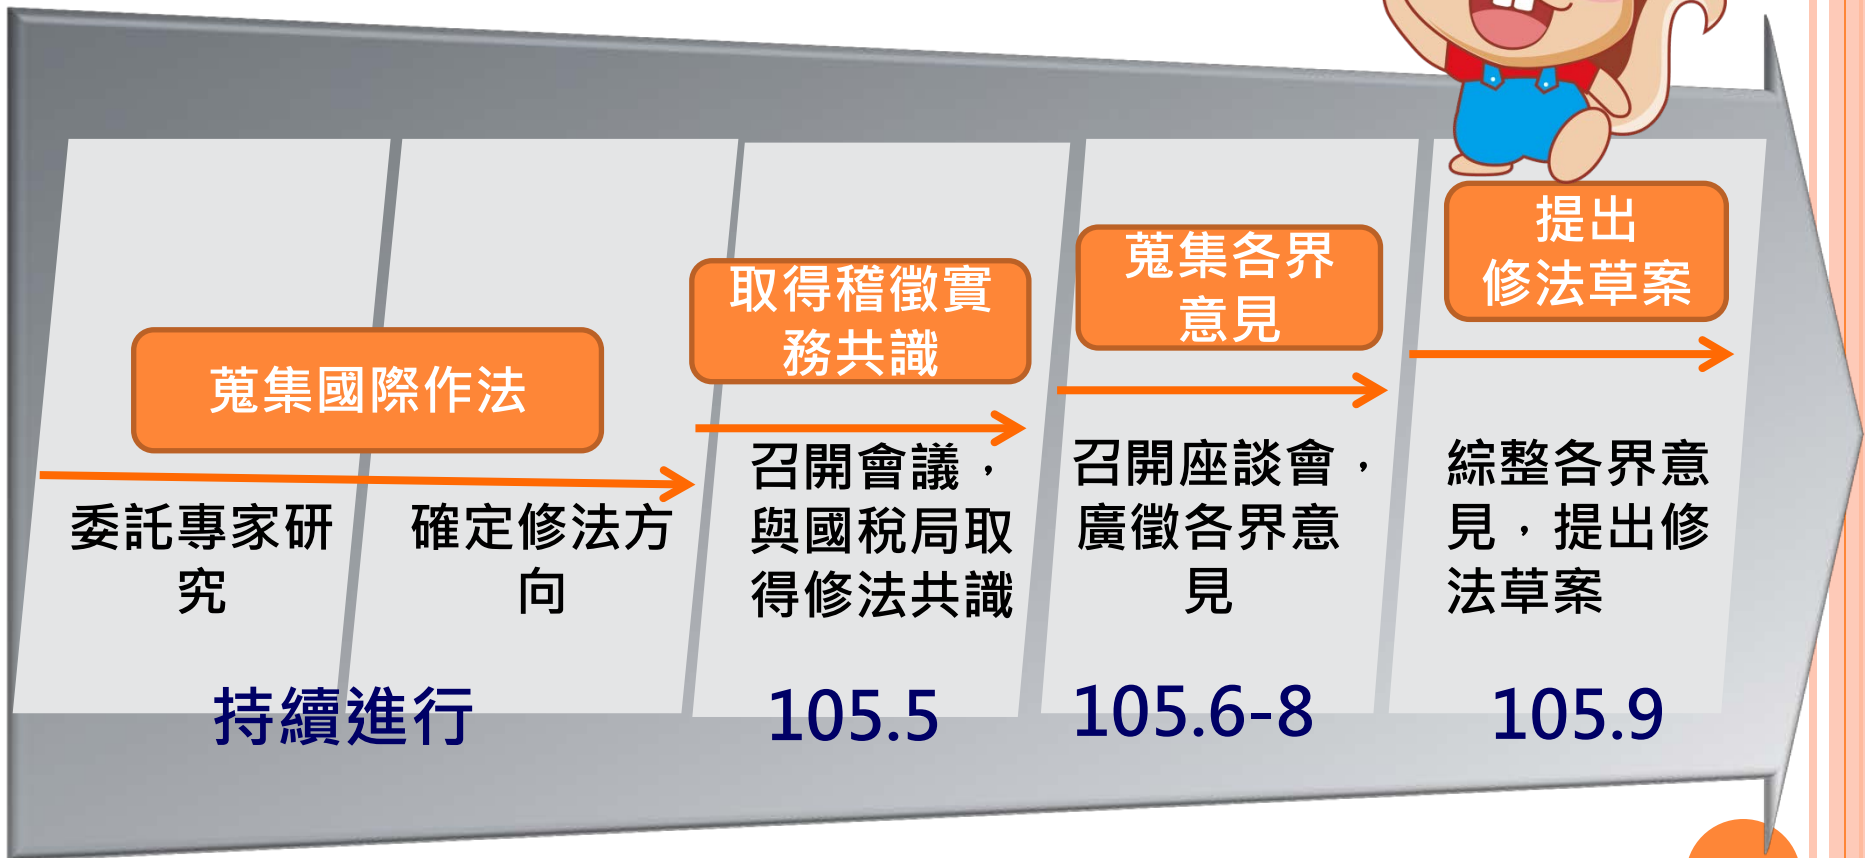 蒐集國際作法
委託專家研
究
確定修法方
向
持續進行
取得稽徵實
務共識
召開會議，
與國稅局取
得修法共識
105.5
蒐集各界
意見
召開座談會，
廣徵各界意
見
105.6-8
提出
修法草案
綜整各界意
見，提出修
法草案
105.9